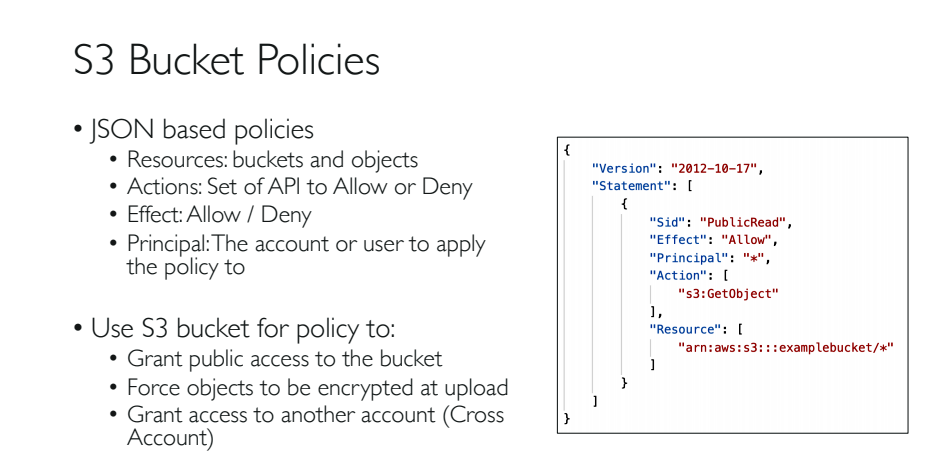 S3 Bucket Policies
• JSON based policies
• Resources: buckets and objects
• Actions: Set of API to Allow or Deny
• Effect: Allow / Deny
• Principal: The account or user to apply
the policy to
• Use S3 bucket for policy to:
• Grant public access to the bucket
• Force objects to be encrypted at upload
• Grant access to another account (Cross
Account)
{
"Version": "2012-10-17",
"Statement": [
{
"Sid": "PublicRead",
"Effect": "Allow",
"Principal": "*",
"Action": [
"s3:GetObject"
],
"Resource": [
"arn:aws:s3:::examplebucket/*"
]
}
]
}